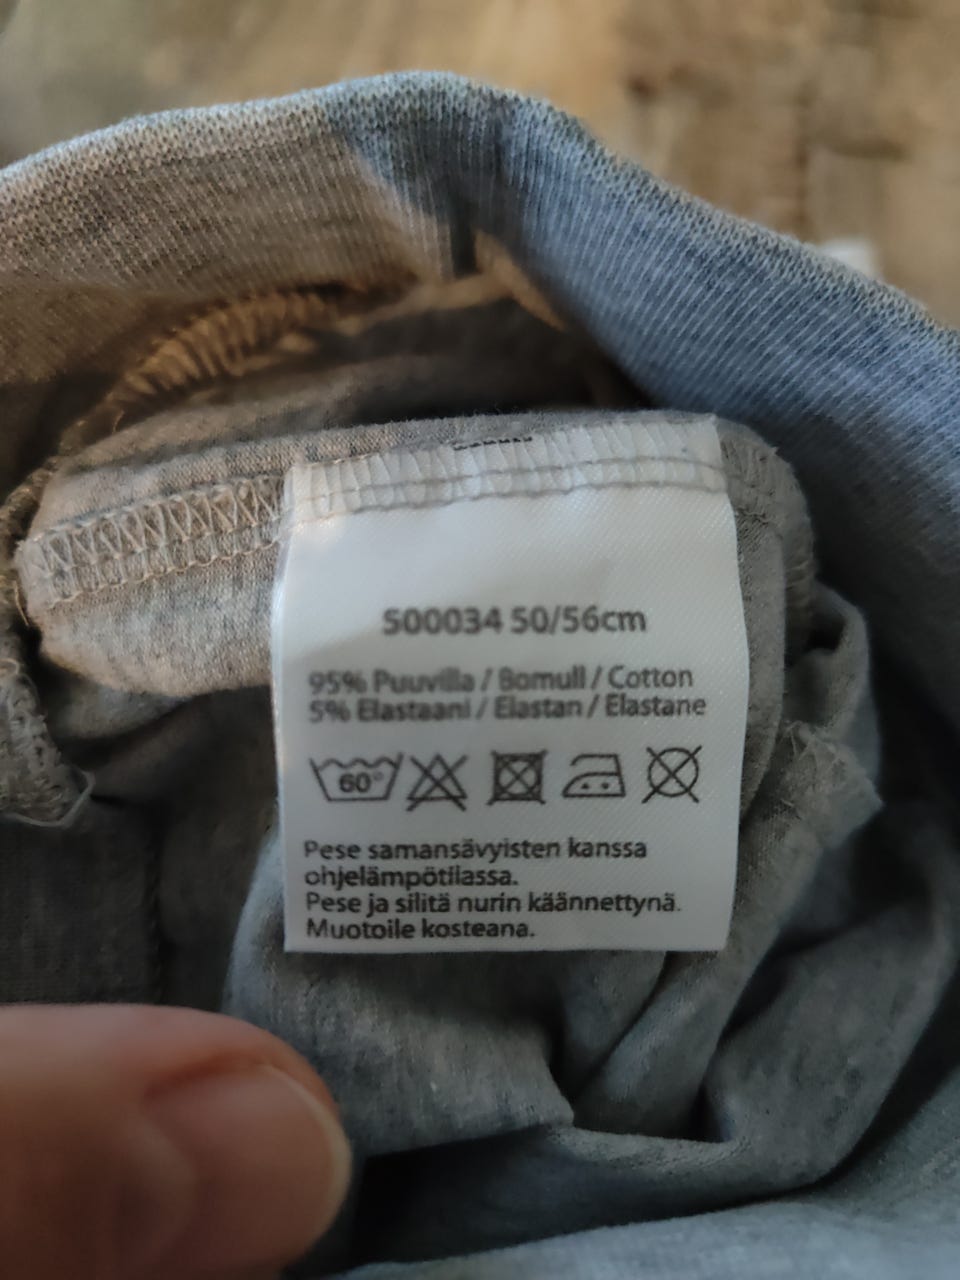 500034 50/56cm
95% Puuvilla / Bomull / Cotton
5% Elastaani / Elastan / Elastane
60°
Pese samansävyisten kanssa
ohjelämpötilassa.
Pese ja silitä nurin käännettynä.
Muotoile kosteana.